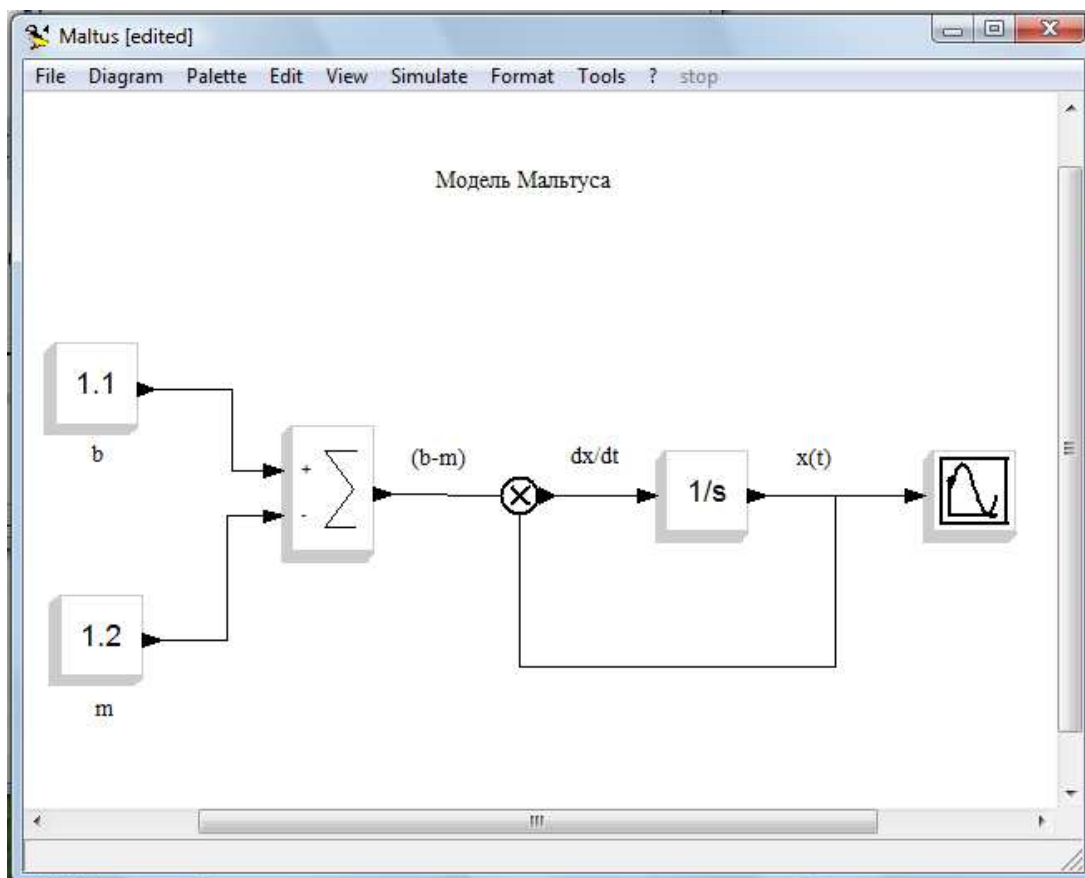 Maltus [edited]
File Diagram Palette Edit View Simulate Format Tools ? stop
Модель Мальтуса
1.1
b
+
-
(b-m)
dx/dt
1/s
x(t)
1.2
m